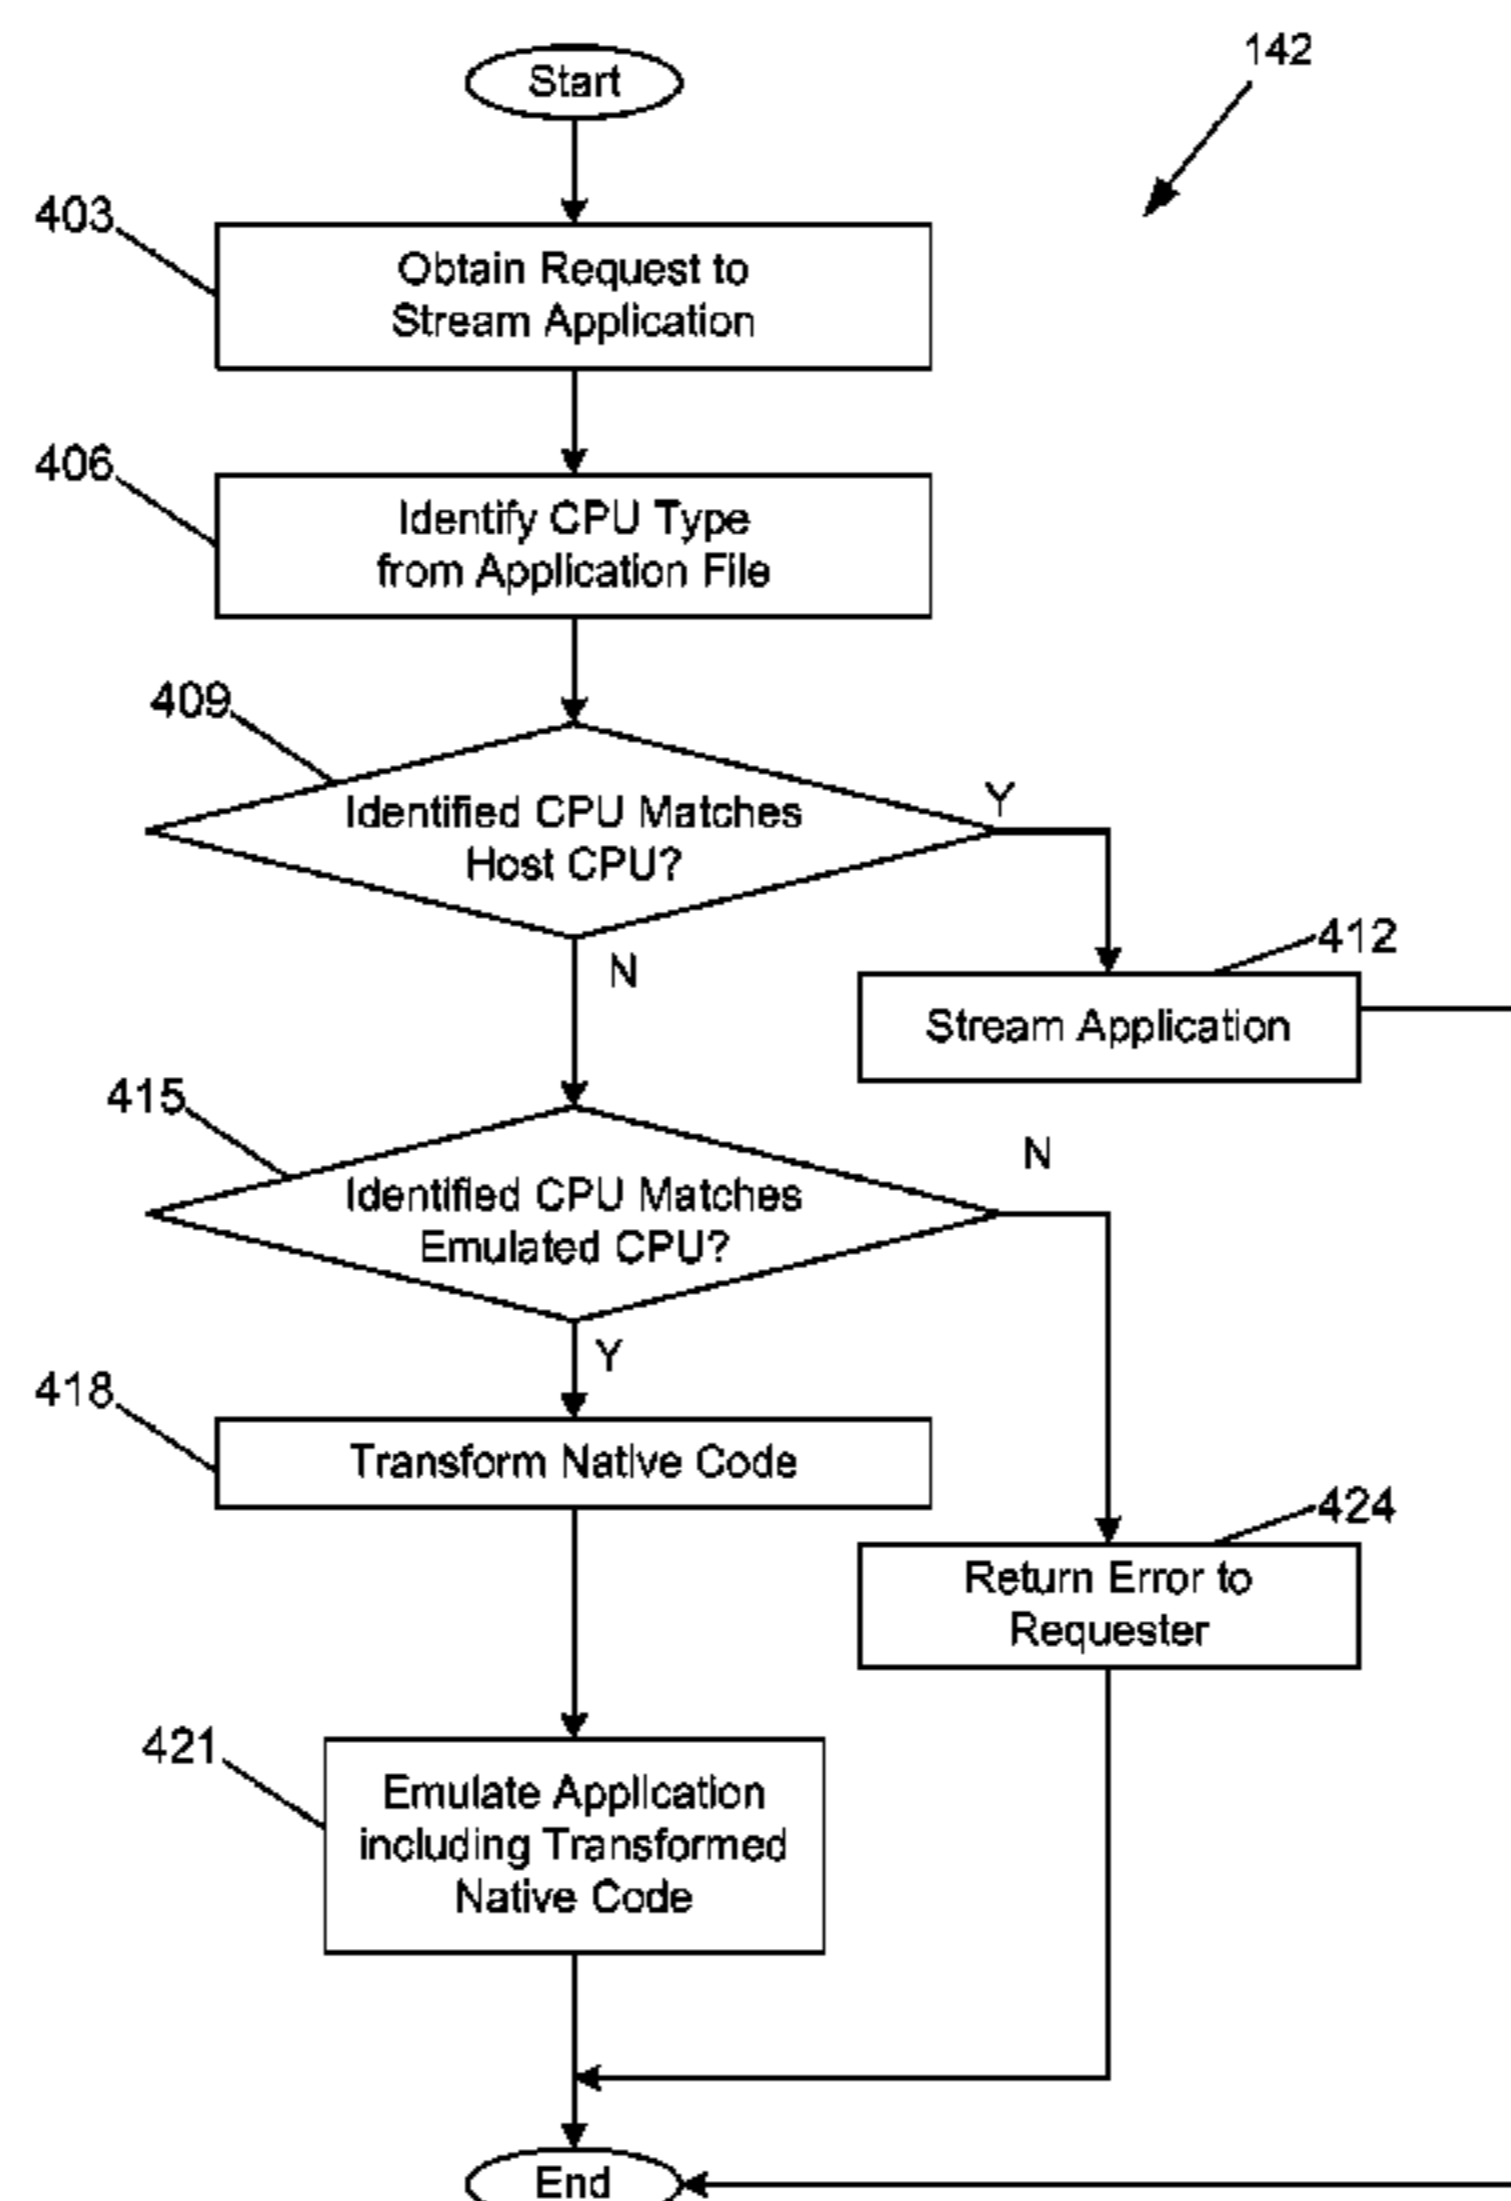 Start
142
403
Obtain Request to
Stream Application
406
Identify CPU Type
from Application File
409
Identified CPU Matches
Host CPU?
Y
N
412
Stream Application
415
Identified CPU Matches
Emulated CPU?
N
Y
418
Transform Native Code
424
Return Error to
Requester
421
Emulate Application
including Transformed
Native Code
End